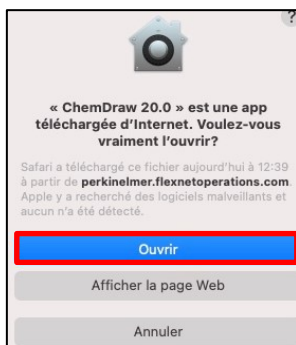 ?
« ChemDraw 20.0 » est une app
téléchargée d'Internet. Voulez-vous
vraiment l'ouvrir?
Safari a téléchargé ce fichier aujourd'hui à 12:39
à partir de perkinelmer.flexnetoperations.com.
Apple y a recherché des logiciels malveillants et
aucun n'a été détecté.
Ouvrir
Afficher la page Web
Annuler